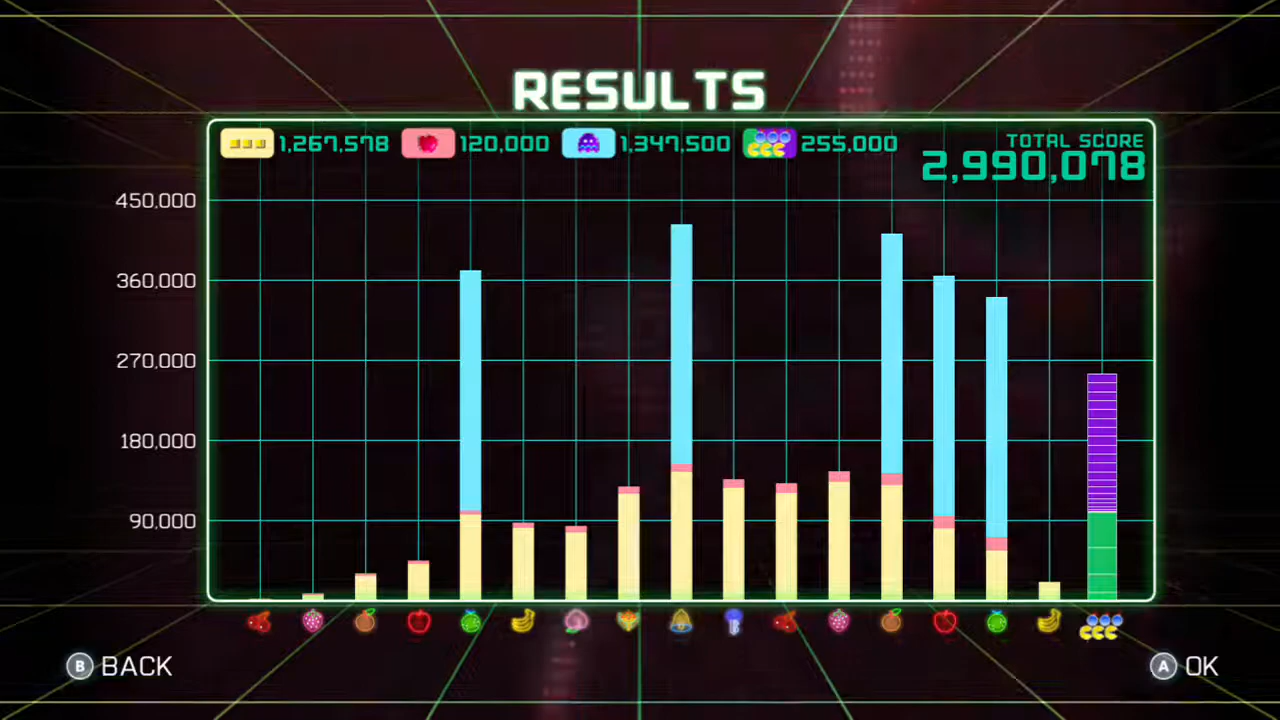 RESULTS
1,267,578 120,000 1,347,500 255,000
TOTAL SCORE
2,990,078
450,000
360,000
270,000
180,000
90,000
B BACK
A OK